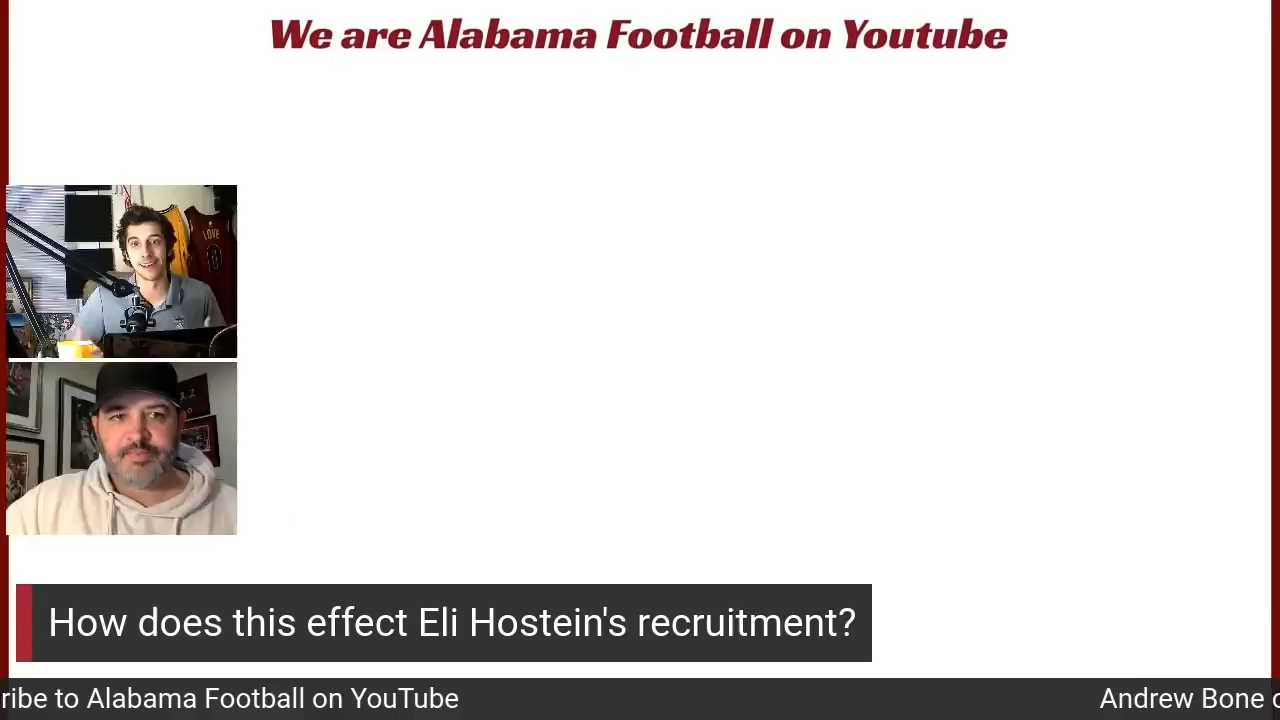 We are Alabama Football on Youtube
LOVE
How does this effect Eli Hostein's recruitment?
ribe to Alabama Football on YouTube
Andrew Bone